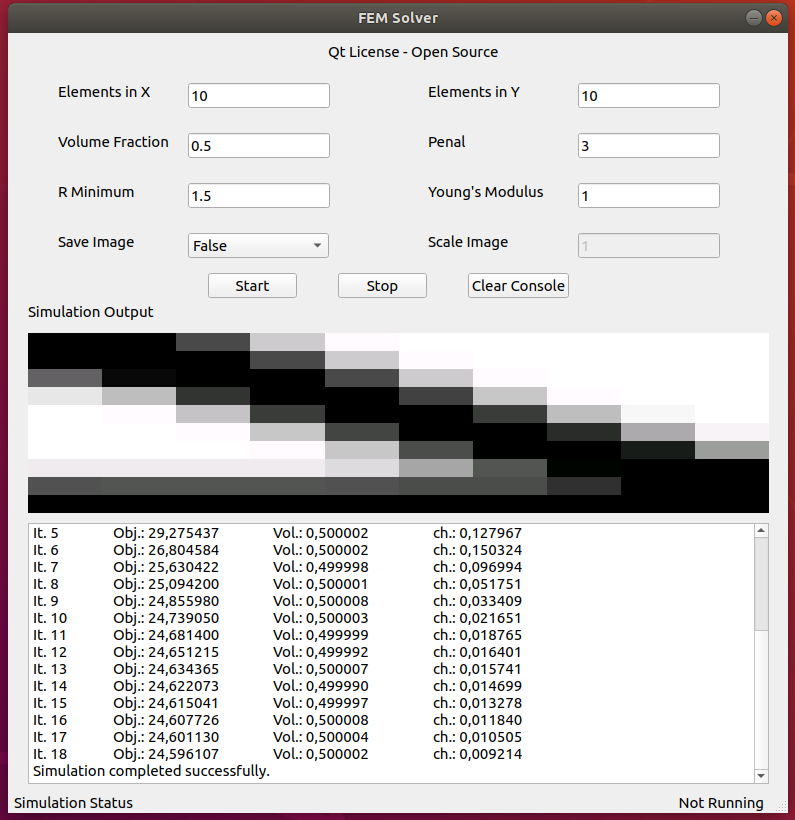 FEM Solver
Qt License - Open Source
Elements in X 10 Elements in Y 10
Volume Fraction 0.5 Penal 3
R Minimum 1.5 Young's Modulus 1
Save Image False Scale Image 1
Start Stop Clear Console
Simulation Output
It. 5 Obj.: 29,275437 Vol.: 0,500002 ch.: 0,127967
It. 6 Obj.: 26,804584 Vol.: 0,500002 ch.: 0,150324
It. 7 Obj.: 25,630422 Vol.: 0,499998 ch.: 0,096994
It. 8 Obj.: 25,094200 Vol.: 0,500001 ch.: 0,051751
It. 9 Obj.: 24,855980 Vol.: 0,500008 ch.: 0,033409
It. 10 Obj.: 24,739050 Vol.: 0,500003 ch.: 0,021651
It. 11 Obj.: 24,681400 Vol.: 0,499999 ch.: 0,018765
It. 12 Obj.: 24,651215 Vol.: 0,499992 ch.: 0,016401
It. 13 Obj.: 24,634365 Vol.: 0,500007 ch.: 0,015741
It. 14 Obj.: 24,622073 Vol.: 0,499990 ch.: 0,014699
It. 15 Obj.: 24,615041 Vol.: 0,499997 ch.: 0,013278
It. 16 Obj.: 24,607726 Vol.: 0,500008 ch.: 0,011840
It. 17 Obj.: 24,601130 Vol.: 0,500004 ch.: 0,010505
It. 18 Obj.: 24,596107 Vol.: 0,500002 ch.: 0,009214
Simulation completed successfully.
Simulation Status Not Running